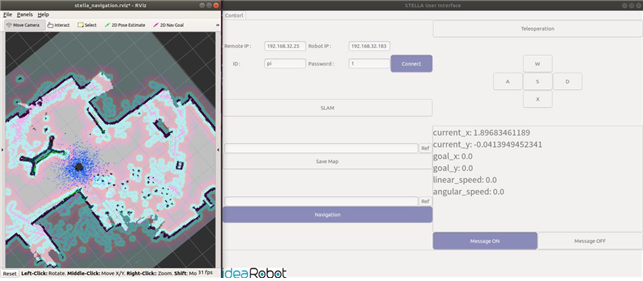 stella_navigation.rviz* - RViz
File Panels Help
Move Camera Interact Select 2D Pose Estimate 2D Nav Goal
Reset Left-Click: Rotate. Middle-Click: Move X/Y. Right-Click: Zoom. Shift: Mo 31 fps
STELLA User Interface
Contorl
Remote IP : 192.168.32.25 Robot IP : 192.168.32.183
ID : pi Password : 1 Connect
SLAM
Ref
Save Map
Ref
Navigation
Teleoperation
W
A S D
X
current_x: 1.89683461189
current_y: -0.0413949452341
goal_x: 0.0
goal_y: 0.0
linear_speed: 0.0
angular_speed: 0.0
Message ON Message OFF
ideaRobot